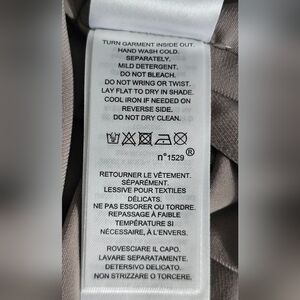 TURN GARMENT INSIDE OUT.
HAND WASH COLD.
SEPARATELY.
MILD DETERGENT.
DO NOT BLEACH.
DO NOT WRING OR TWIST.
LAY FLAT TO DRY IN SHADE.
COOL IRON IF NEEDED ON
REVERSE SIDE.
DO NOT DRY CLEAN.
n°1529®
RETOURNER LE VÊTEMENT.
SÉPARÉMENT.
LESSIVE POUR TEXTILES
DÉLICATS.
NE PAS ESSORER OU TORDRE.
REPASSAGE À FAIBLE
TEMPÉRATURE SI
NÉCESSAIRE, À L'ENVERS.
ROVESCIARE IL CAPO.
LAVARE SEPARATAMENTE.
DETERSIVO DELICATO.
NON STRIZZARE O TORCERE.